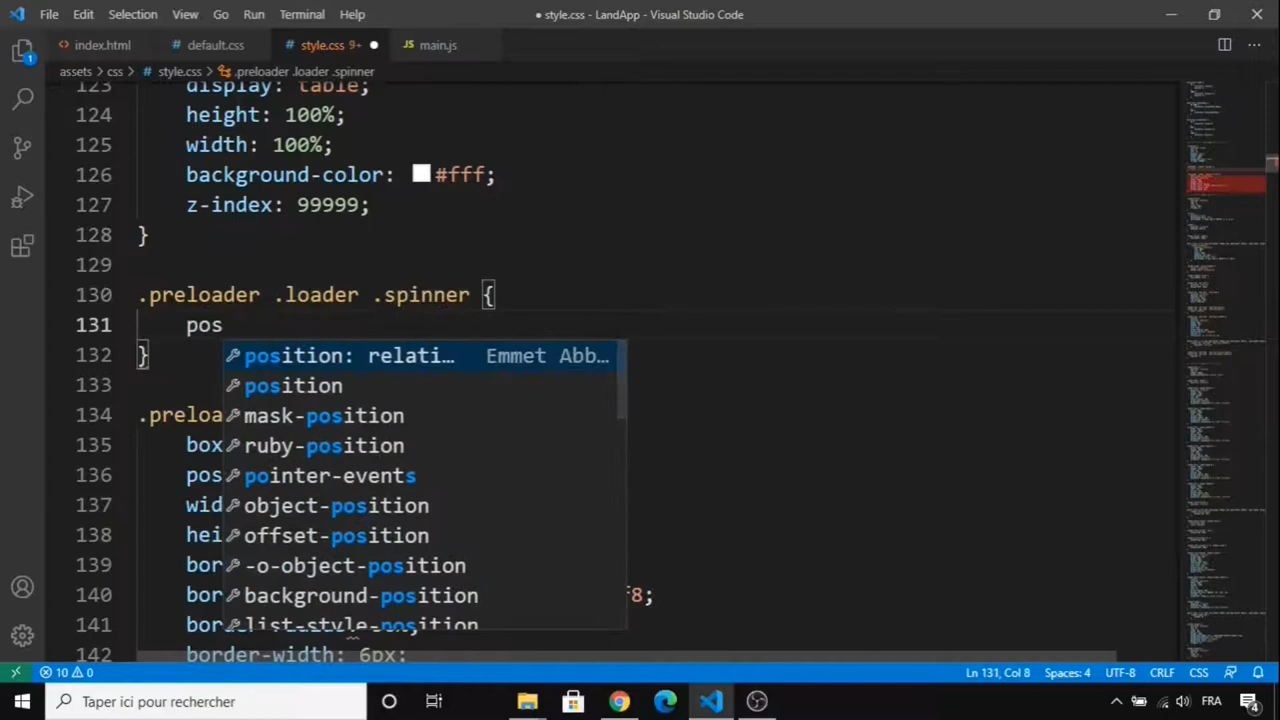 File Edit Selection View Go Run Terminal Help ● style.css - LandApp - Visual Studio Code
index.html # default.css # style.css 9+ JS main.js
assets > css > # style.css > .preloader .loader .spinner
123 display: table;
124 height: 100%;
125 width: 100%;
126 background-color: #fff;
127 z-index: 99999;
128 }
129
130 .preloader .loader .spinner {
131 pos
position: relati… Emmet Abb…
132 }
position
133
mask-position
134 .preloa
ruby-position
135 box
pointer-events
136 pos
object-position
137 wid
offset-position
138 hei
-o-object-position
139 bor
background-position
140 bor f8;
list-style-position
141 bor
142 border-width: 6px;
1
10 0 Ln 131, Col 8 Spaces: 4 UTF-8 CRLF CSS
Taper ici pour rechercher FRA 4